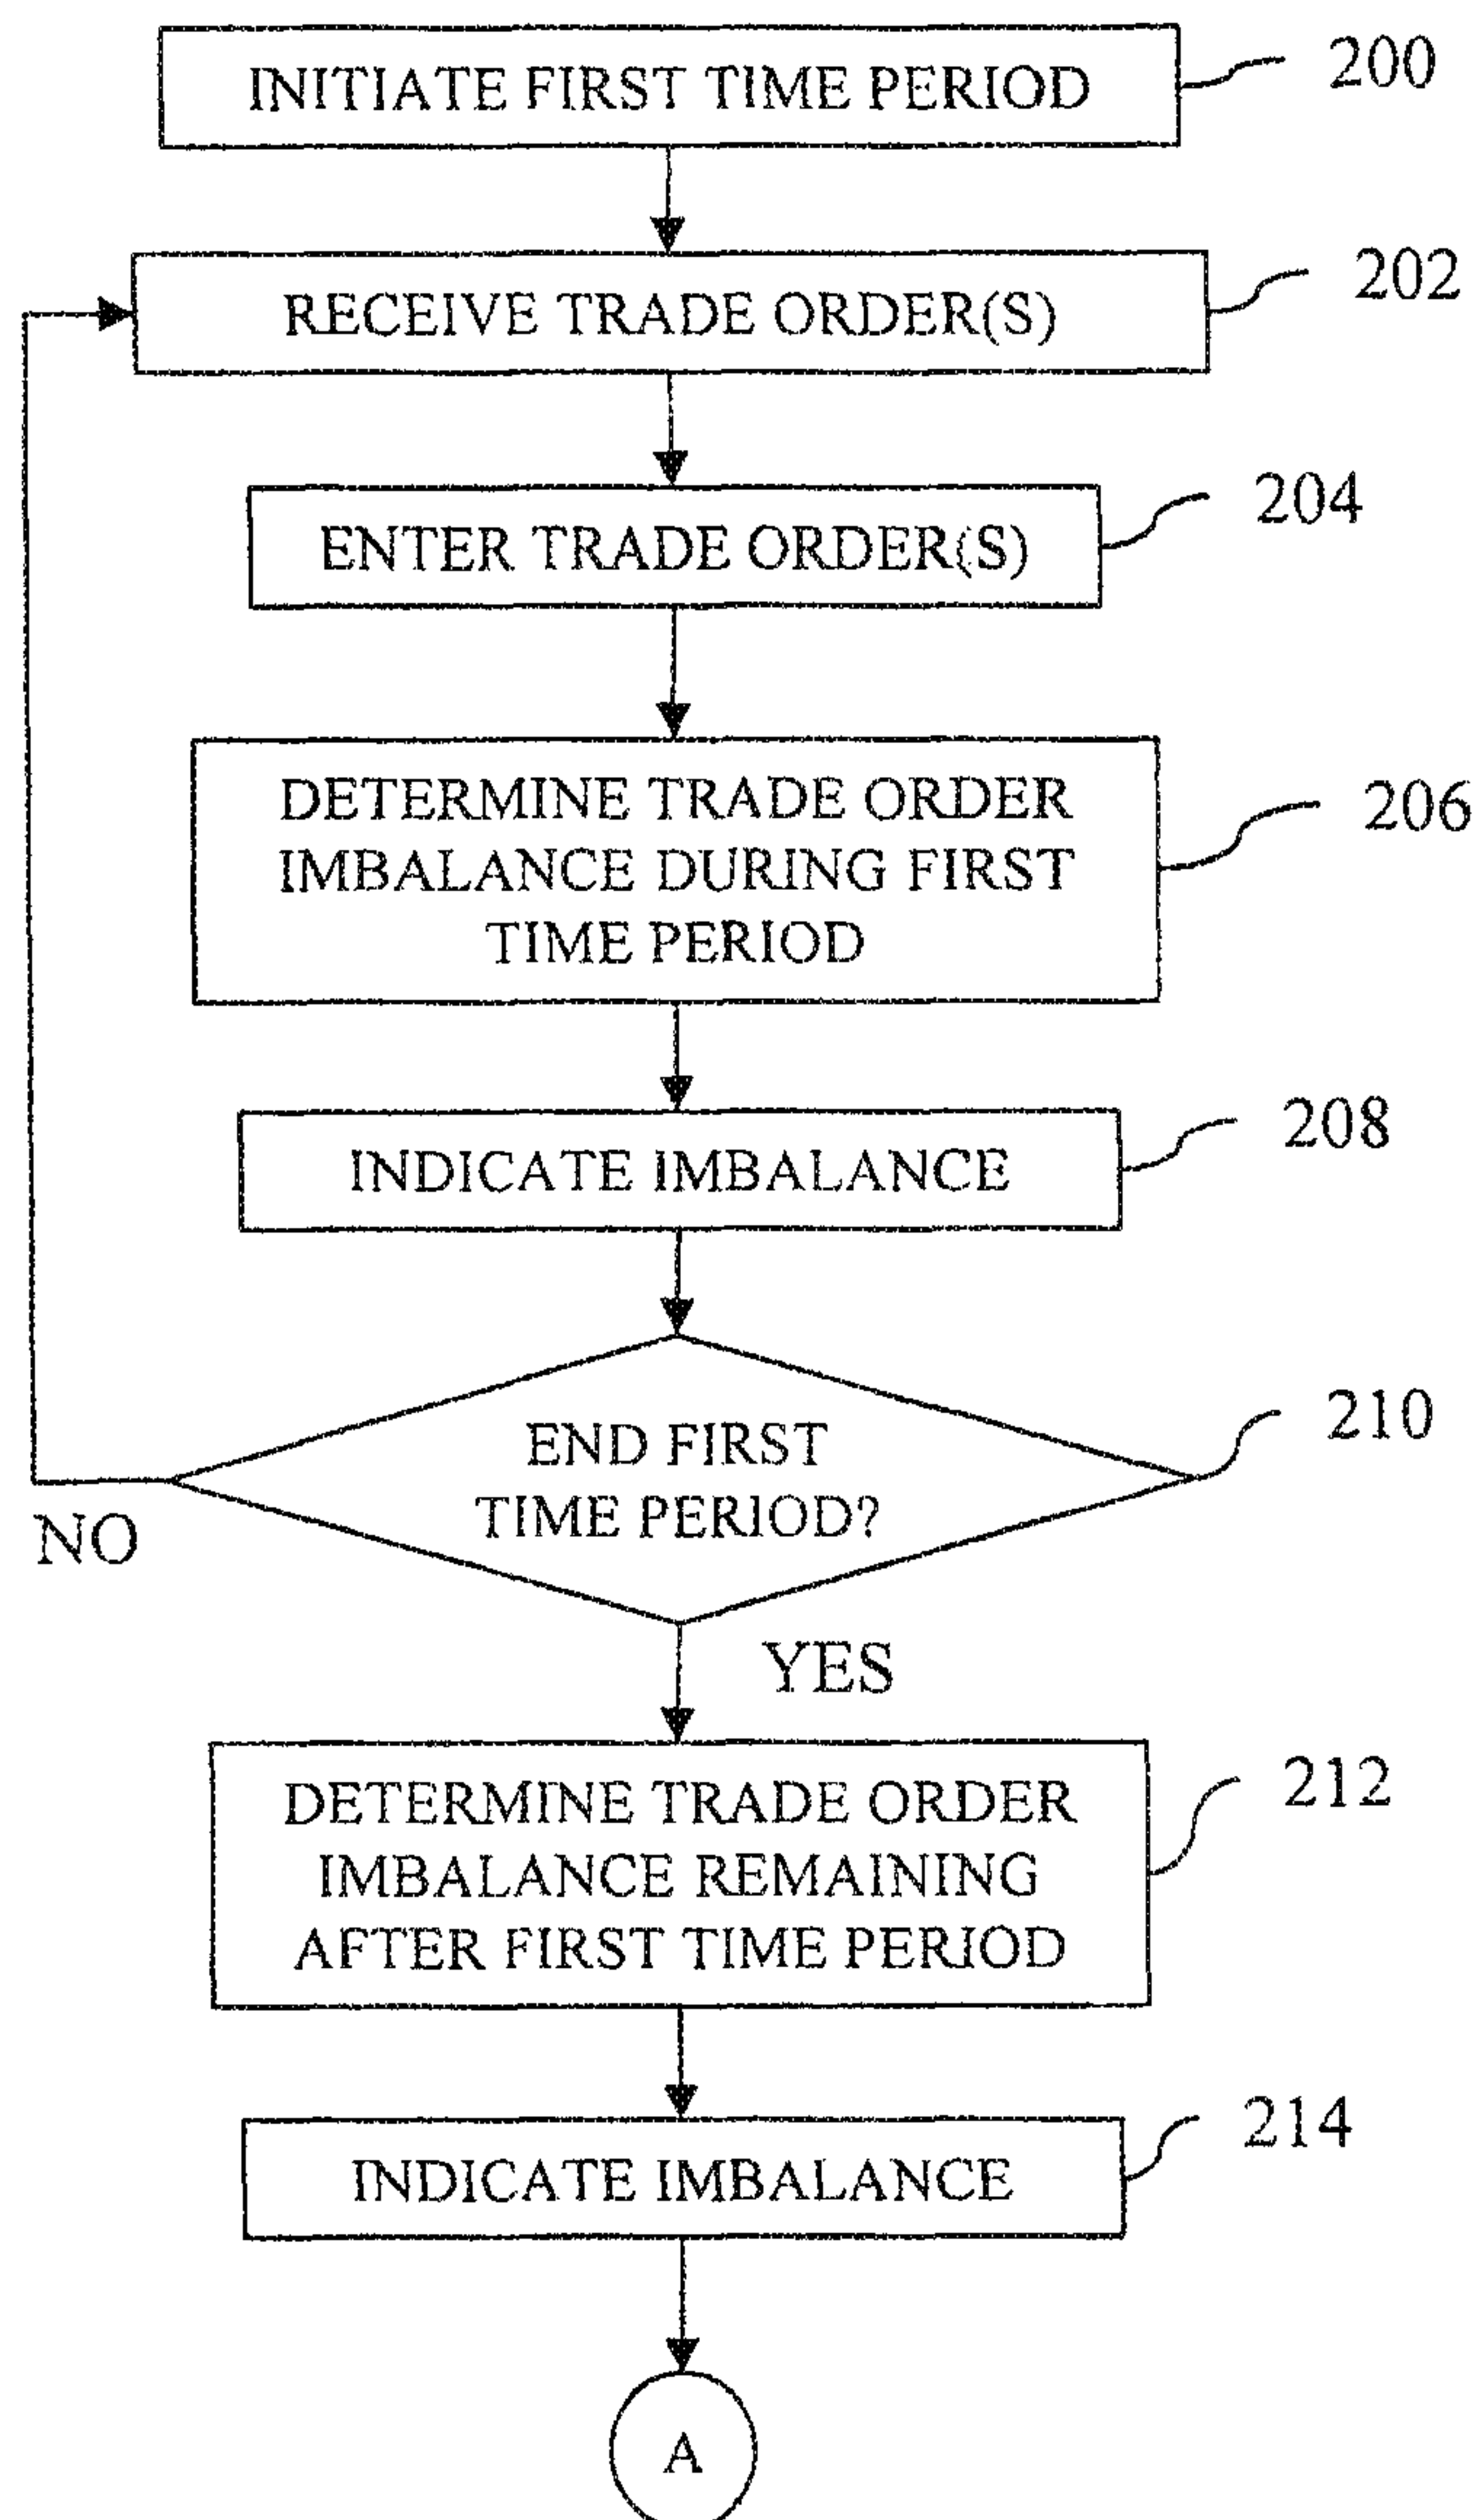 INITIATE FIRST TIME PERIOD
200
RECEIVE TRADE ORDER(S)
202
ENTER TRADE ORDER(S)
204
DETERMINE TRADE ORDER
IMBALANCE DURING FIRST
TIME PERIOD
206
INDICATE IMBALANCE
208
END FIRST
TIME PERIOD?
210
NO
YES
DETERMINE TRADE ORDER
IMBALANCE REMAINING
AFTER FIRST TIME PERIOD
212
INDICATE IMBALANCE
214
A